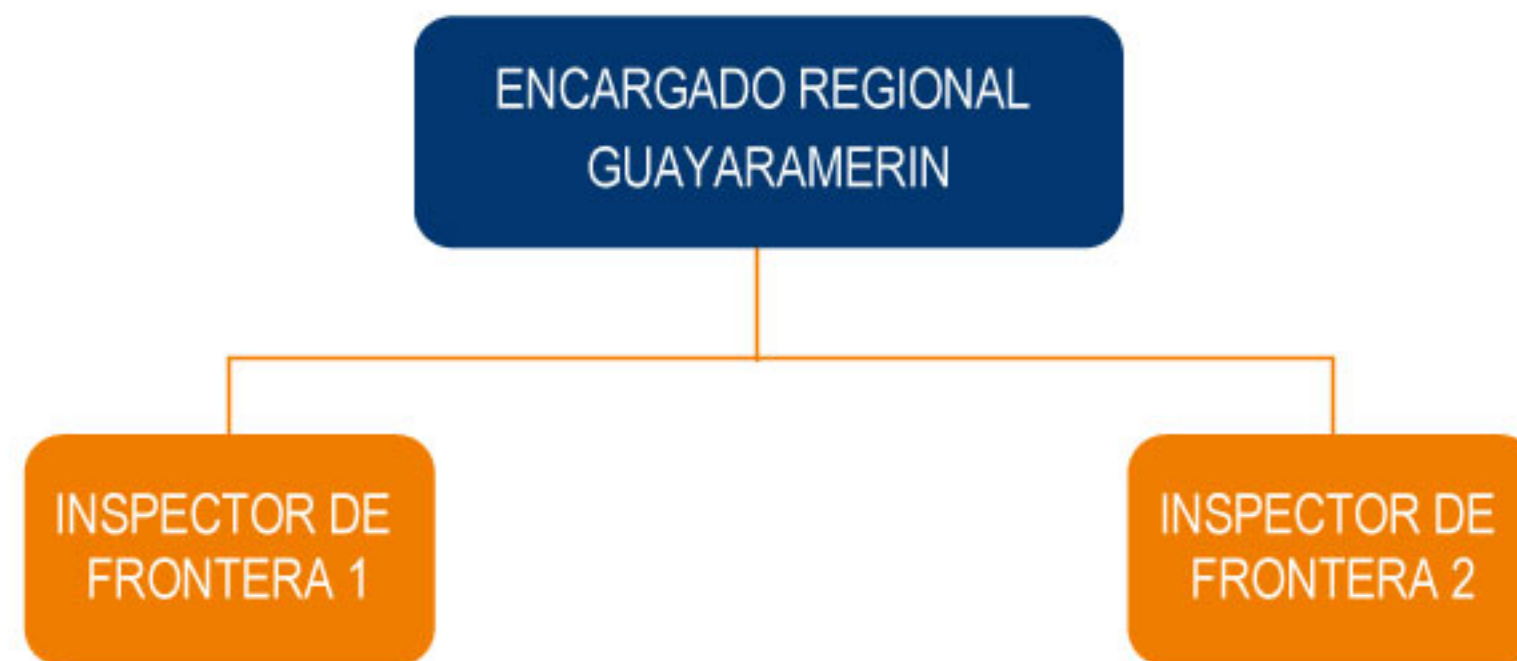 ENCARGADO REGIONAL
GUAYARAMERIN
INSPECTOR DE
FRONTERA 1
INSPECTOR DE
FRONTERA 2